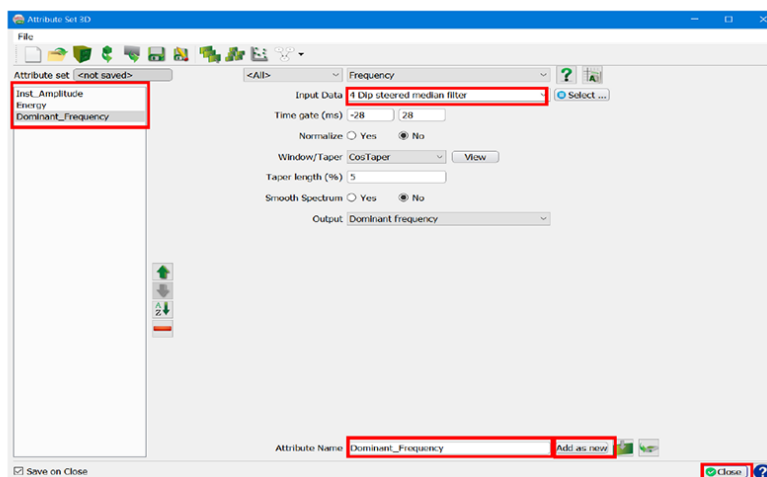 Attribute Set 3D
File
Attribute set <not saved>
<All> Frequency
Inst_Amplitude
Energy
Dominant_Frequency
Input Data 4 Dip steered median filter Select ...
Time gate (ms) -28 28
Normalize Yes No
Window/Taper CosTaper View
Taper length (%) 5
Smooth Spectrum Yes No
Output Dominant frequency
Attribute Name Dominant_Frequency Add as new
Save on Close
Close